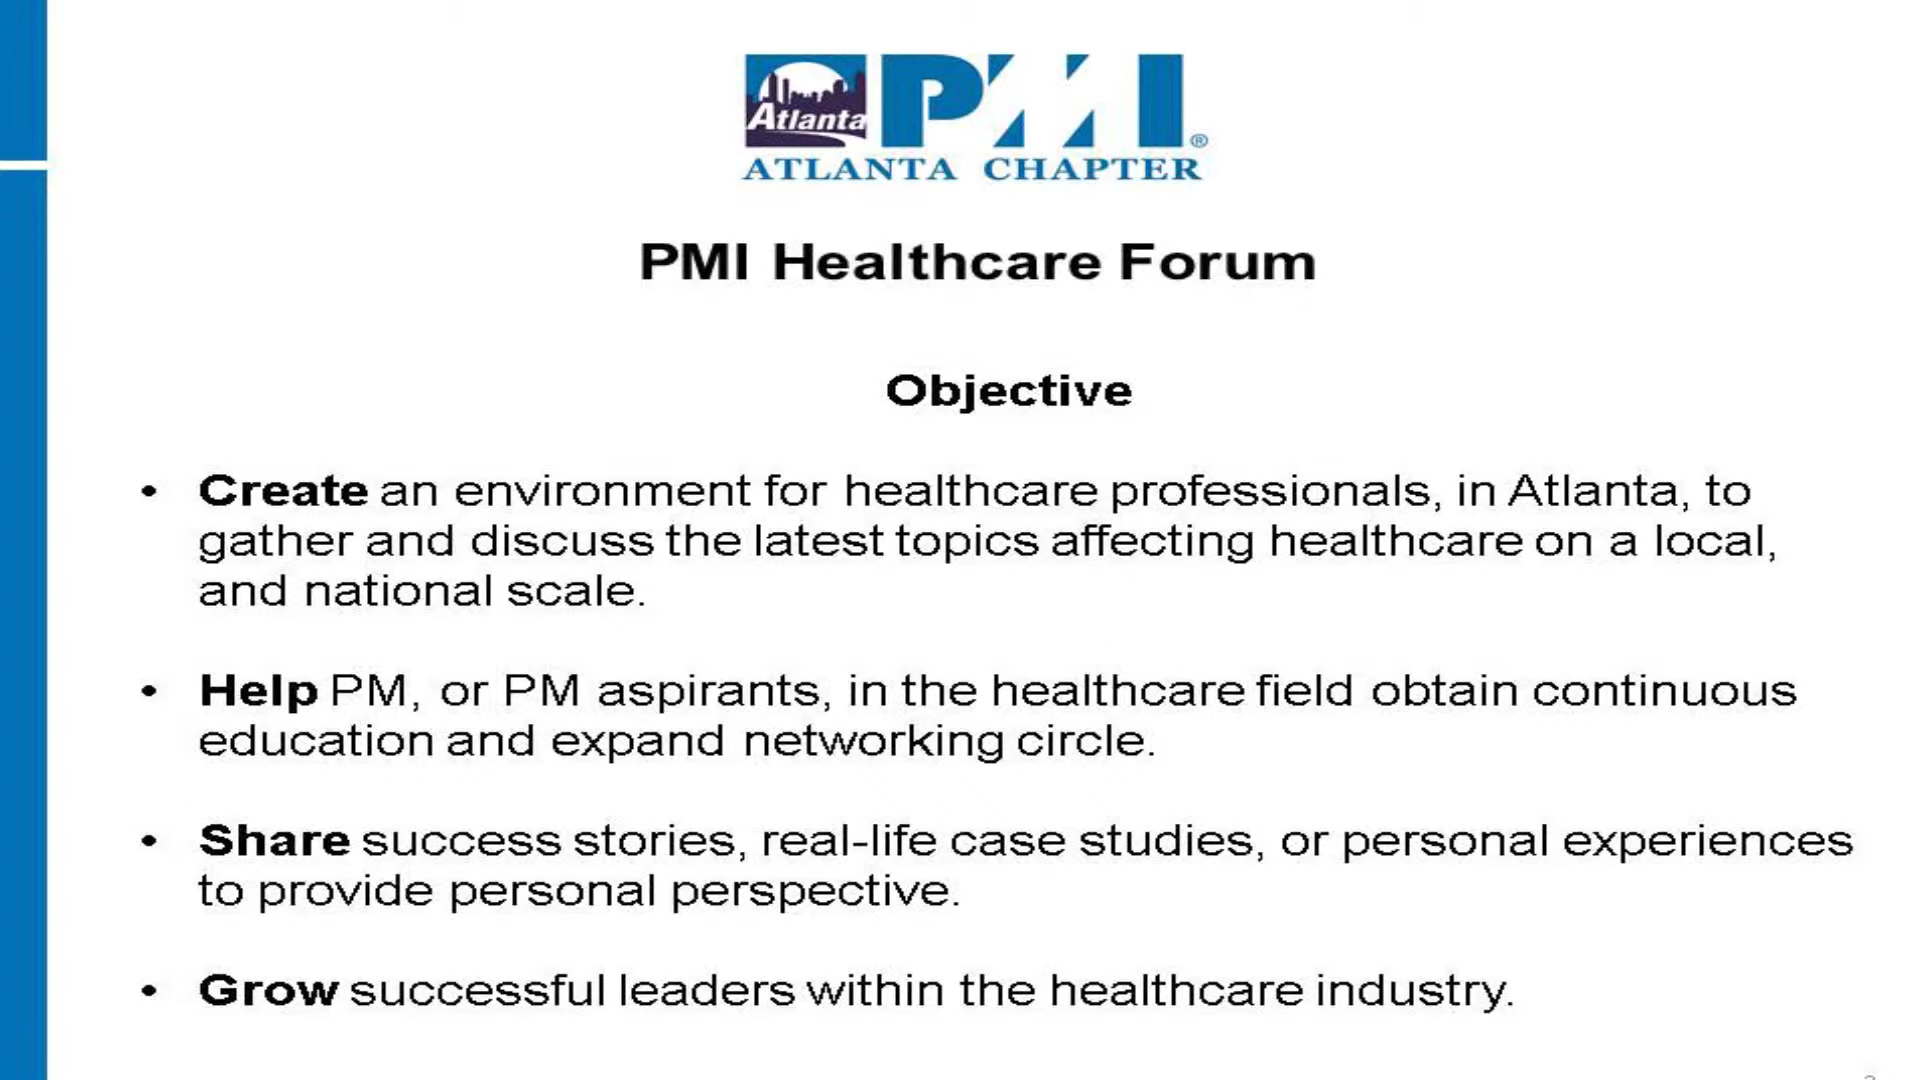 Atlanta PMI®
ATLANTA CHAPTER
PMI Healthcare Forum
Objective
• Create an environment for healthcare professionals, in Atlanta, to
gather and discuss the latest topics affecting healthcare on a local,
and national scale.
• Help PM, or PM aspirants, in the healthcare field obtain continuous
education and expand networking circle.
• Share success stories, real-life case studies, or personal experiences
to provide personal perspective.
• Grow successful leaders within the healthcare industry.